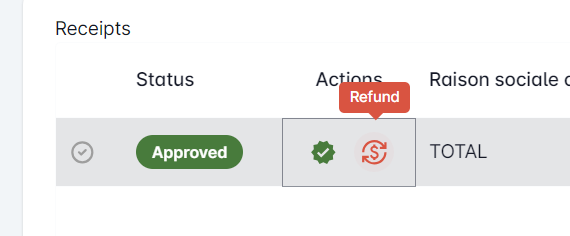 Receipts
Status Actions Raison sociale
Refund
Approved TOTAL